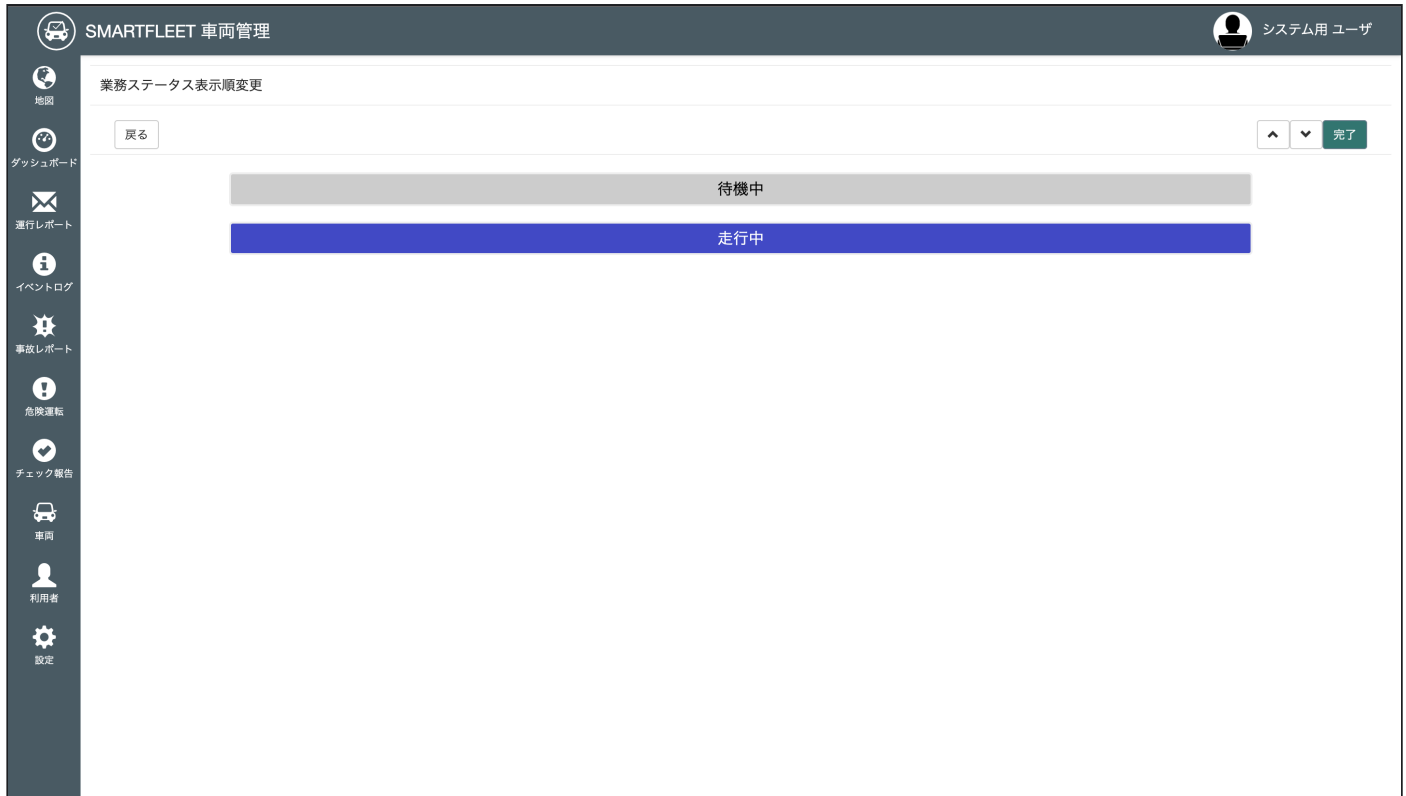 SMARTFLEET 車両管理
システム用 ユーザ
地図
ダッシュボード
運行レポート
イベントログ
事故レポート
危険運転
チェック報告
車両
利用者
設定
業務ステータス表示順変更
戻る
完了
待機中
走行中